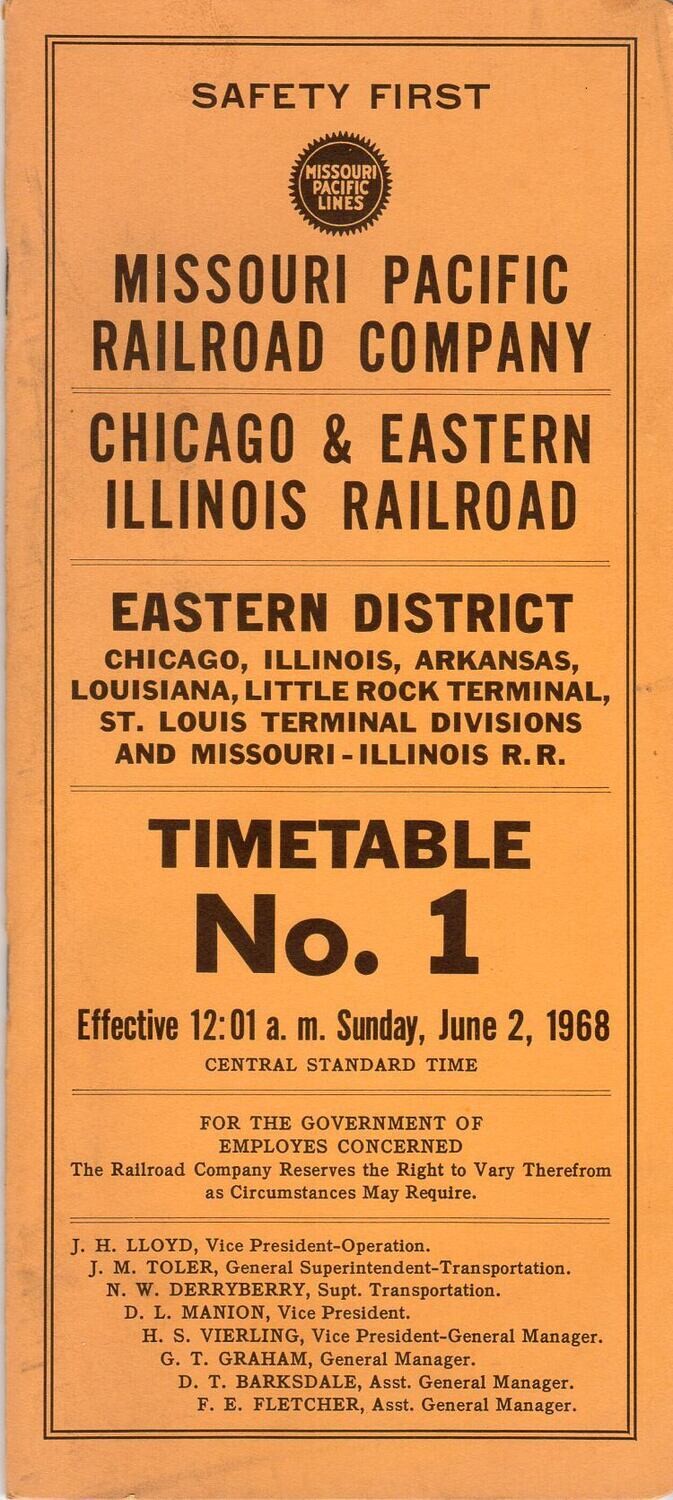 SAFETY FIRST
MISSOURI
PACIFIC
LINES
MISSOURI PACIFIC
RAILROAD COMPANY
CHICAGO & EASTERN
ILLINOIS RAILROAD
EASTERN DISTRICT
CHICAGO, ILLINOIS, ARKANSAS,
LOUISIANA, LITTLE ROCK TERMINAL,
ST. LOUIS TERMINAL DIVISIONS
AND MISSOURI-ILLINOIS R.R.
TIMETABLE
No. 1
Effective 12:01 a. m. Sunday, June 2, 1968
CENTRAL STANDARD TIME
FOR THE GOVERNMENT OF
EMPLOYES CONCERNED
The Railroad Company Reserves the Right to Vary Therefrom
as Circumstances May Require.
J. H. LLOYD, Vice President-Operation.
J. M. TOLER, General Superintendent-Transportation.
N. W. DERRYBERRY, Supt. Transportation.
D. L. MANION, Vice President.
H. S. VIERLING, Vice President-General Manager.
G. T. GRAHAM, General Manager.
D. T. BARKSDALE, Asst. General Manager.
F. E. FLETCHER, Asst. General Manager.